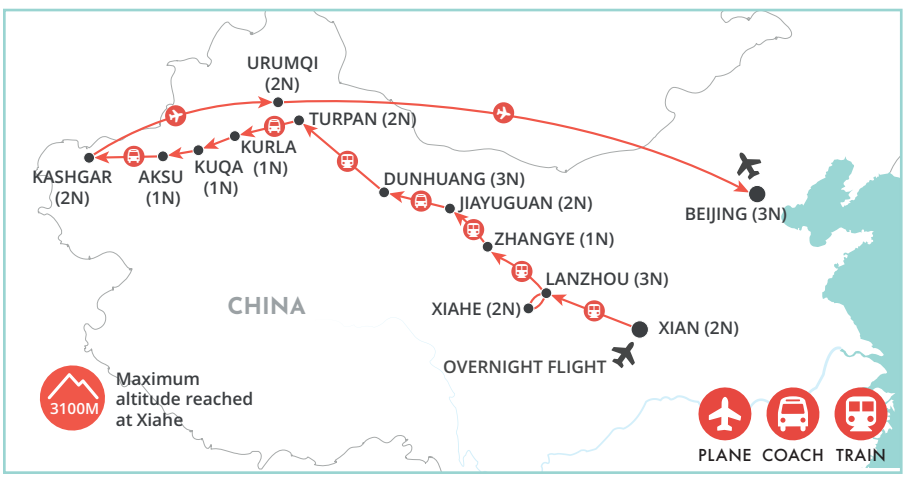 URUMQI
(2N)
TURPAN (2N)
KURLA
(1N)
KUQA
(1N)
AKSU
(1N)
KASHGAR
(2N)
DUNHUANG (3N)
JIAYUGUAN (2N)
ZHANGYE (1N)
BEIJING (3N)
LANZHOU (3N)
XIAHE (2N)
XIAN (2N)
CHINA
OVERNIGHT FLIGHT
3100M
Maximum
altitude reached
at Xiahe
PLANE COACH TRAIN